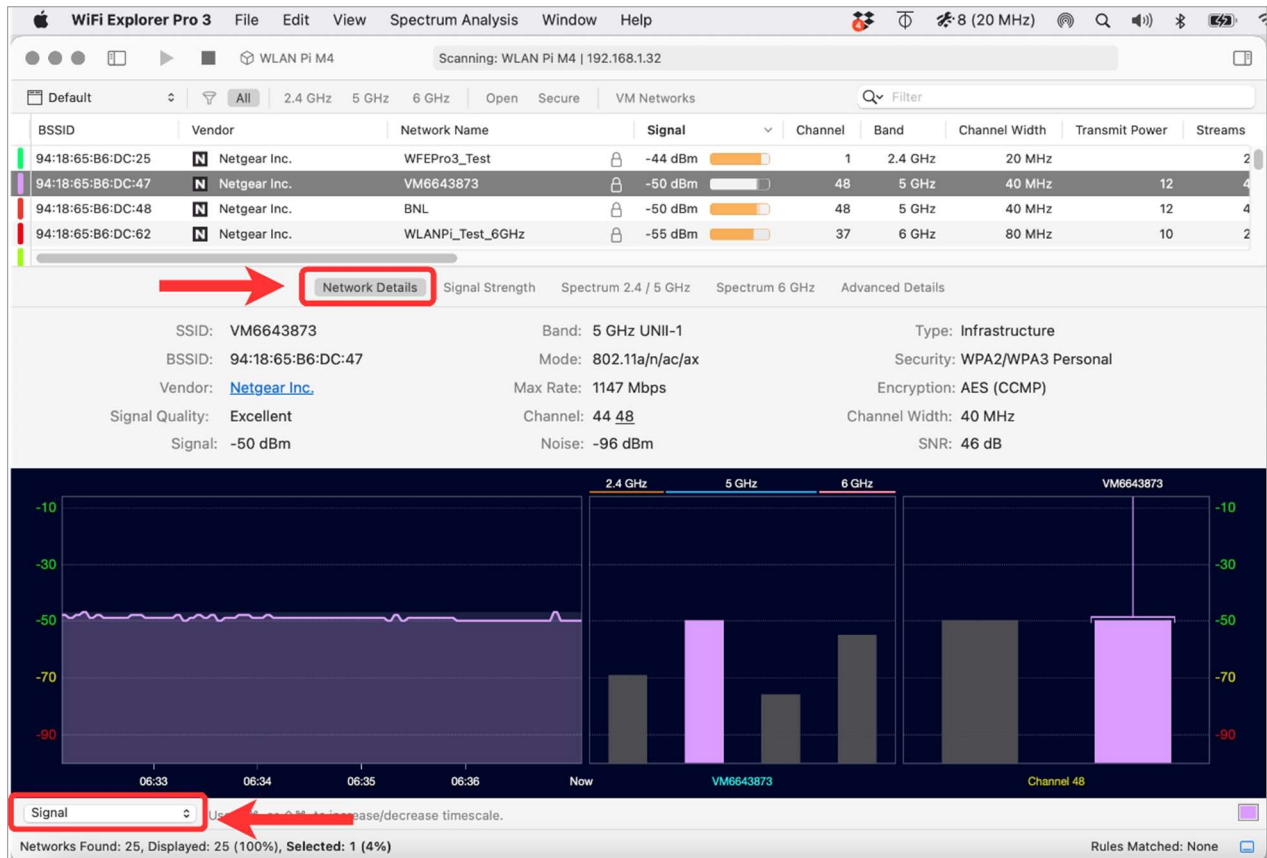 WiFi Explorer Pro 3 File Edit View Spectrum Analysis Window Help 4 8 (20 MHz)
WLAN Pi M4 Scanning: WLAN Pi M4 | 192.168.1.32
Default All 2.4 GHz 5 GHz 6 GHz Open Secure VM Networks Filter
BSSID Vendor Network Name Signal Channel Band Channel Width Transmit Power Streams
94:18:65:B6:DC:25 N Netgear Inc. WFEPro3_Test -44 dBm 1 2.4 GHz 20 MHz 2
94:18:65:B6:DC:47 N Netgear Inc. VM6643873 -50 dBm 48 5 GHz 40 MHz 12 4
94:18:65:B6:DC:48 N Netgear Inc. BNL -50 dBm 48 5 GHz 40 MHz 12 4
94:18:65:B6:DC:62 N Netgear Inc. WLANPi_Test_6GHz -55 dBm 37 6 GHz 80 MHz 10 2
Network Details Signal Strength Spectrum 2.4 / 5 GHz Spectrum 6 GHz Advanced Details
SSID: VM6643873 Band: 5 GHz UNII-1 Type: Infrastructure
BSSID: 94:18:65:B6:DC:47 Mode: 802.11a/n/ac/ax Security: WPA2/WPA3 Personal
Vendor: Netgear Inc. Max Rate: 1147 Mbps Encryption: AES (CCMP)
Signal Quality: Excellent Channel: 44 48 Channel Width: 40 MHz
Signal: -50 dBm Noise: -96 dBm SNR: 46 dB
2.4 GHz 5 GHz 6 GHz VM6643873
-10 -10
-30 -30
-50 -50
-70 -70
-90 -90
06:33 06:34 06:35 06:36 Now VM6643873 Channel 48
Signal increase/decrease timescale.
Networks Found: 25, Displayed: 25 (100%), Selected: 1 (4%) Rules Matched: None